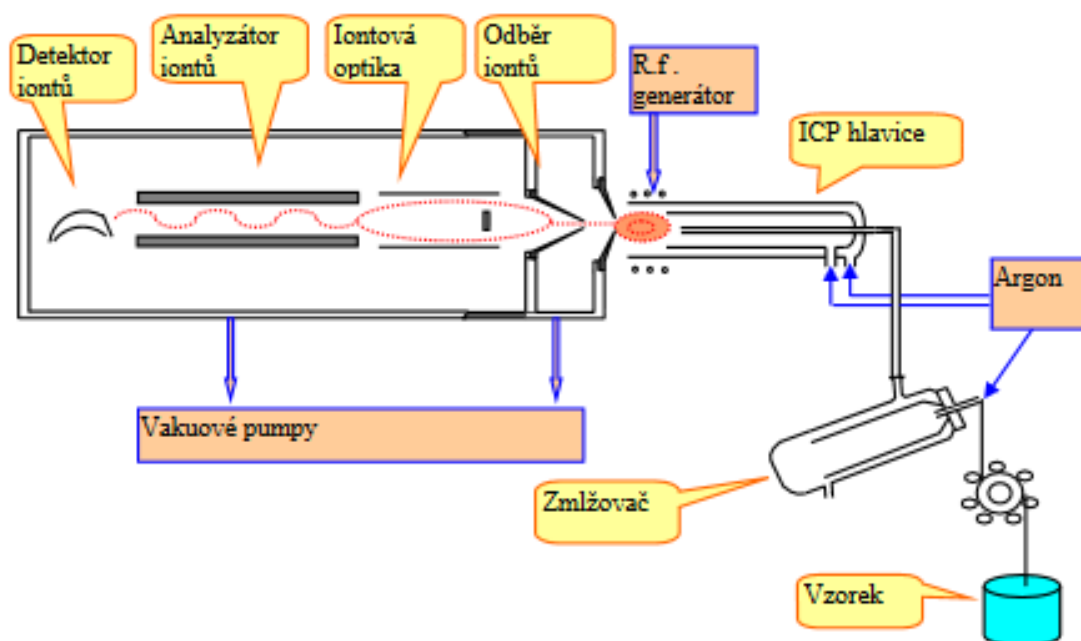 Detektor
iontů
Analyzátor
iontů
Iontová
optika
Odběr
iontů
R.f.
generátor
ICP hlavice
Argon
Vakuové pumpy
Zmlžovač
Vzorek